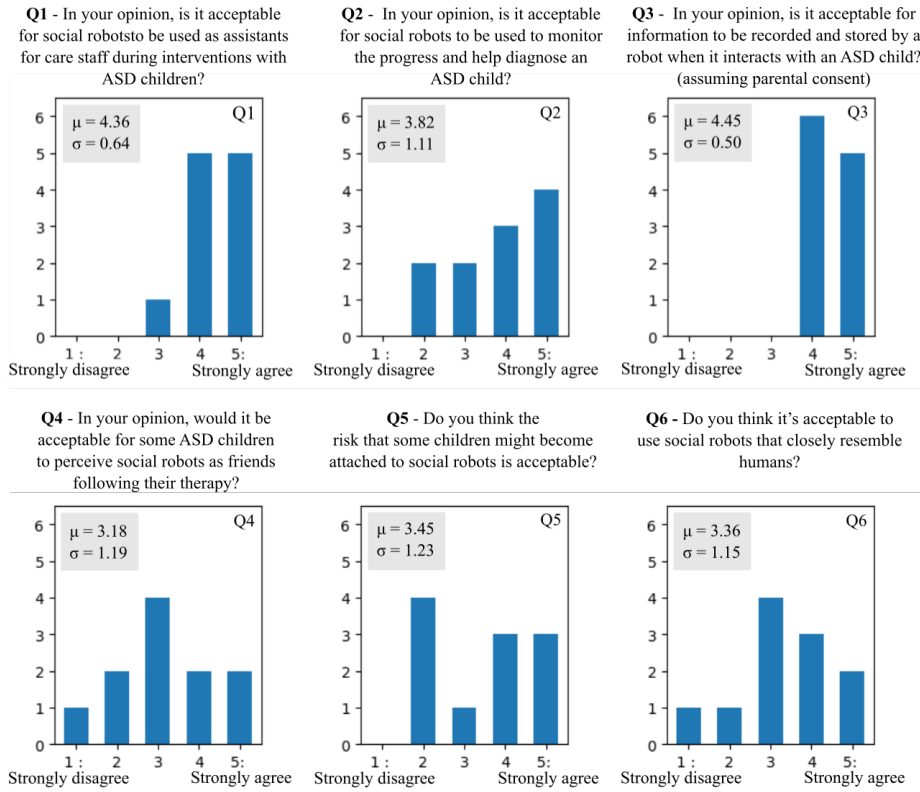 Q1 - In your opinion, is it acceptable
for social robotsto be used as assistants
for care staff during interventions with
ASD children?
Q2 - In your opinion, is it acceptable
for social robots to be used to monitor
the progress and help diagnose an
ASD child?
Q3 - In your opinion, is it acceptable for
information to be recorded and stored by a
robot when it interacts with an ASD child?
(assuming parental consent)
Q1
μ = 4.36
σ = 0.64
6
5
4
3
2
1
0
1 : 2 3 4 5:
Strongly disagree Strongly agree
Q2
μ = 3.82
σ = 1.11
6
5
4
3
2
1
0
1 : 2 3 4 5:
Strongly disagree Strongly agree
Q3
μ = 4.45
σ = 0.50
6
5
4
3
2
1
0
1 : 2 3 4 5:
Strongly disagree Strongly agree
Q4 - In your opinion, would it be
acceptable for some ASD children
to perceive social robots as friends
following their therapy?
Q5 - Do you think the
risk that some children might become
attached to social robots is acceptable?
Q6 - Do you think it's acceptable to
use social robots that closely resemble
humans?
Q4
μ = 3.18
σ = 1.19
6
5
4
3
2
1
0
1 : 2 3 4 5:
Strongly disagree Strongly agree
Q5
μ = 3.45
σ = 1.23
6
5
4
3
2
1
0
1 : 2 3 4 5:
Strongly disagree Strongly agree
Q6
μ = 3.36
σ = 1.15
6
5
4
3
2
1
0
1 : 2 3 4 5:
Strongly disagree Strongly agree